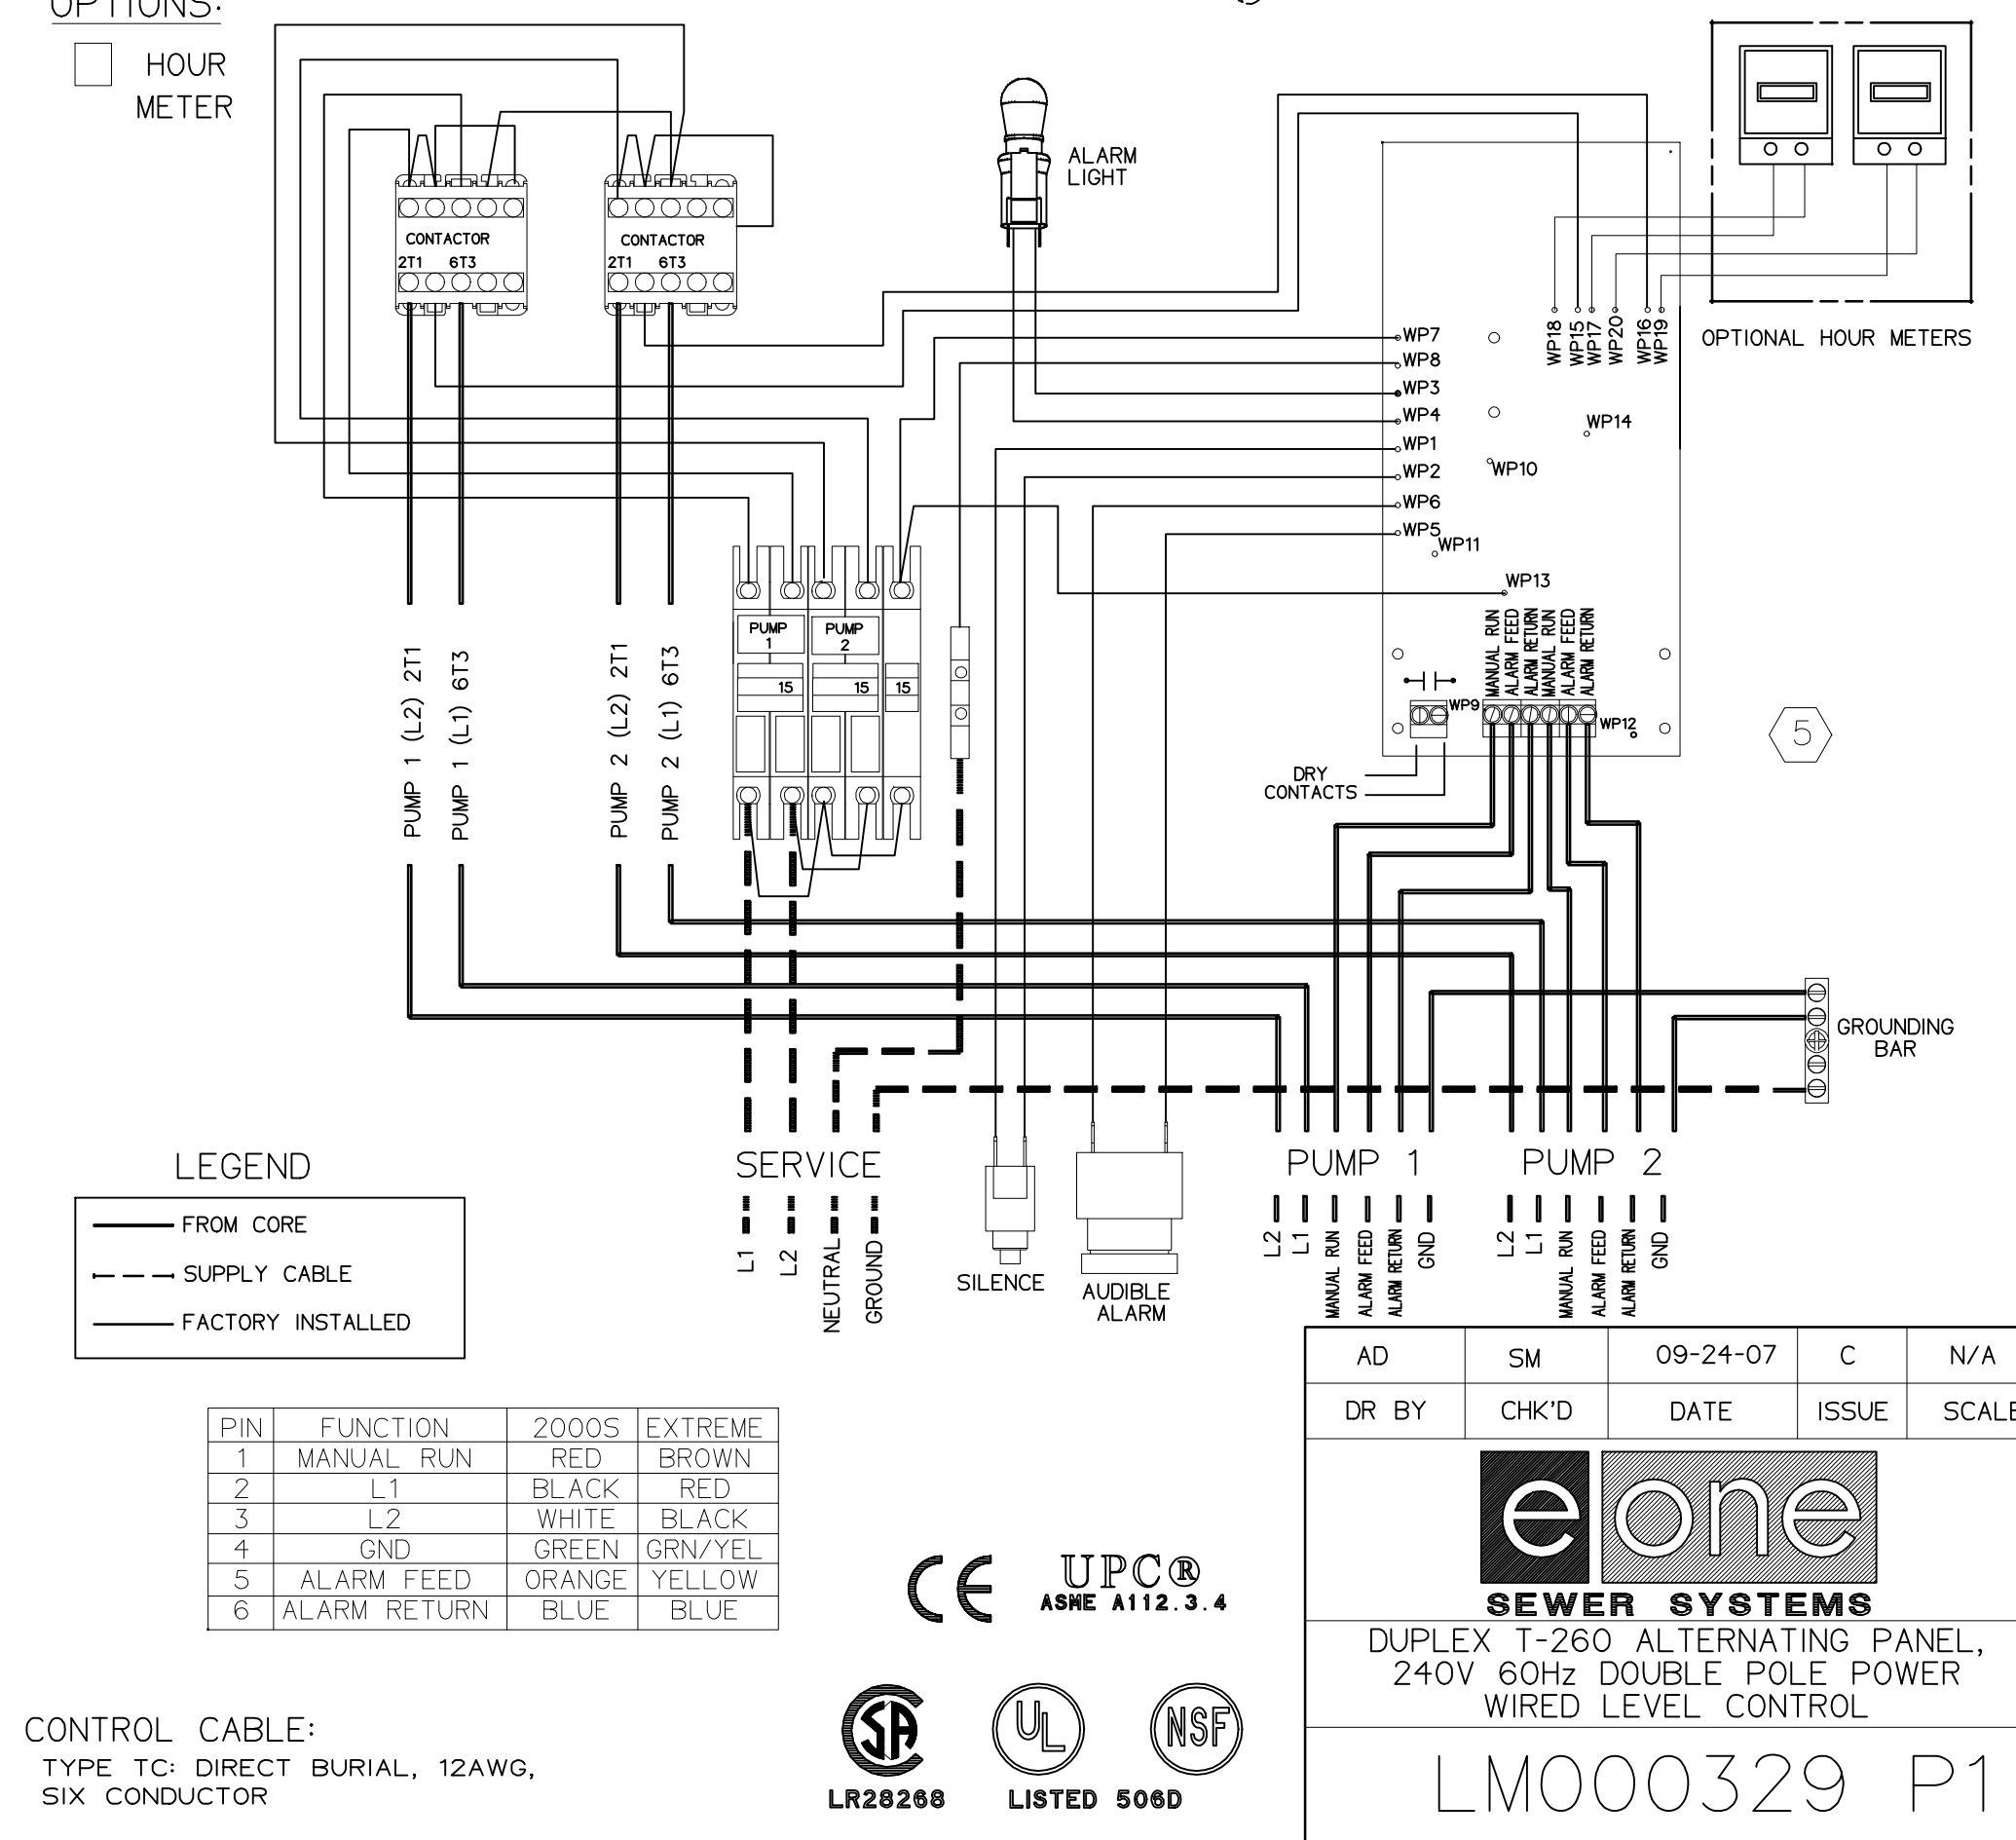 OPTIONS:
HOUR
METER
ALARM
LIGHT
CONTACTOR
2T1 6T3
CONTACTOR
2T1 6T3
OPTIONAL HOUR METERS
WP18
WP15
WP17
WP20
WP16
WP19
WP7
WP8
WP3
WP4
WP1
WP2
WP6
WP5
WP14
WP10
WP11
WP13
MANUAL RUN
ALARM FEED
ALARM RETURN
MANUAL RUN
ALARM FEED
ALARM RETURN
WP9
WP12
5
DRY
CONTACTS
PUMP
1
PUMP
2
15
15
15
PUMP 1 (L2) 2T1
PUMP 1 (L1) 6T3
PUMP 2 (L2) 2T1
PUMP 2 (L1) 6T3
GROUNDING
BAR
SERVICE
L1
L2
NEUTRAL
GROUND
SILENCE
AUDIBLE
ALARM
PUMP 1
L2
L1
MANUAL RUN
ALARM FEED
ALARM RETURN
GND
PUMP 2
L2
L1
MANUAL RUN
ALARM FEED
ALARM RETURN
GND
LEGEND
FROM CORE
SUPPLY CABLE
FACTORY INSTALLED
PIN FUNCTION 2000S EXTREME
1 MANUAL RUN RED BROWN
2 L1 BLACK RED
3 L2 WHITE BLACK
4 GND GREEN GRN/YEL
5 ALARM FEED ORANGE YELLOW
6 ALARM RETURN BLUE BLUE
CONTROL CABLE:
TYPE TC: DIRECT BURIAL, 12AWG,
SIX CONDUCTOR
CE
UPC®
ASME A112.3.4
SA
LR28268
UL
LISTED 506D
NSF
AD SM 09-24-07 C N/A
DR BY CHK'D DATE ISSUE SCALE
eone
SEWER SYSTEMS
DUPLEX T-260 ALTERNATING PANEL,
240V 60Hz DOUBLE POLE POWER
WIRED LEVEL CONTROL
LM000329 P1